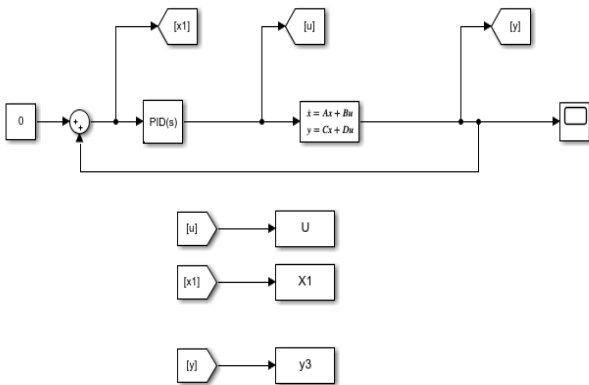 [x1]
[u]
[y]
0
+
+
PID(s)
ẋ = Ax + Bu
y = Cx + Du
[u]
U
[x1]
X1
[y]
y3